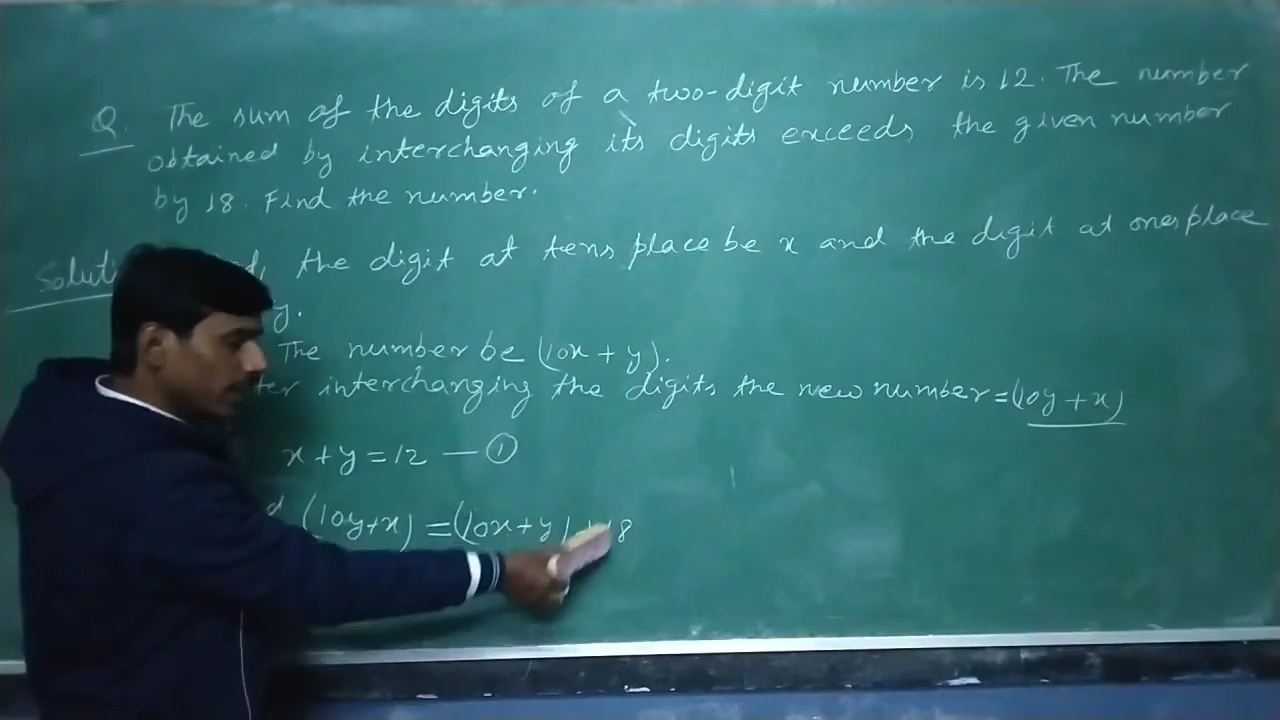 Q. The sum of the digits of a two-digit number is 12. The number
obtained by interchanging its digits exceeds the given number
by 18. Find the number.
the digit at tens place be x and the digit at ones place
y.
The number be (10x + y).
interchanging the digits the new number = (10y + x)
x + y = 12 — ①
(10y+x) = (10x + y) + 18